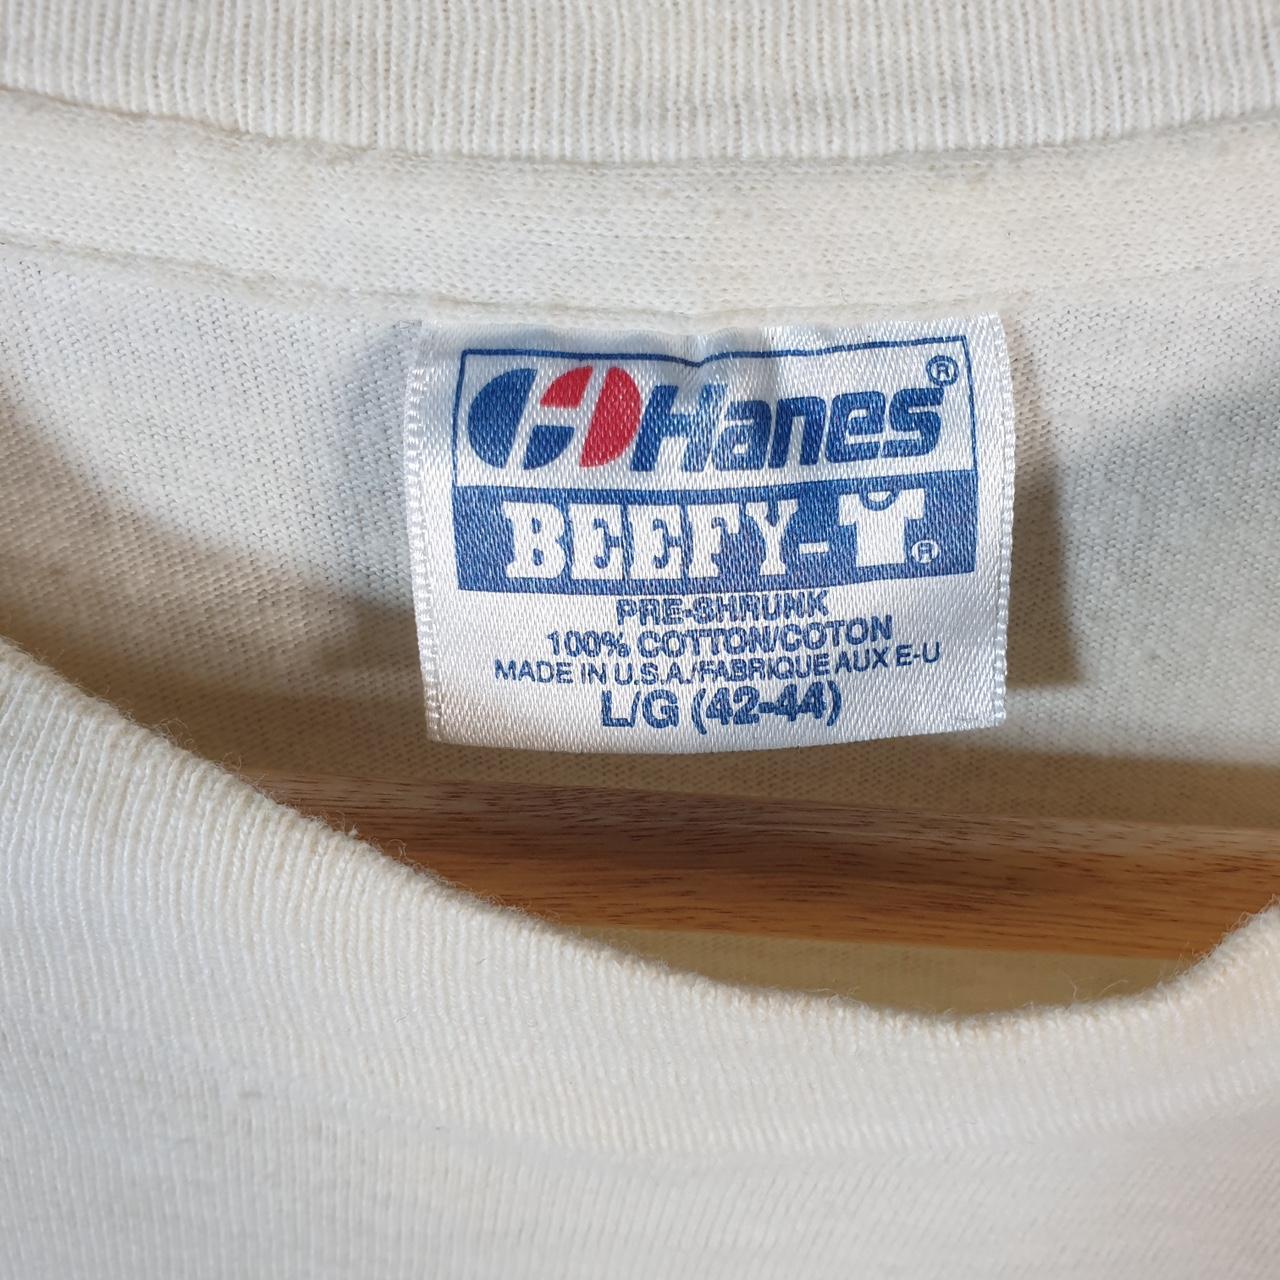 Hanes®
BEEFY-T®
PRE-SHRUNK
100% COTTON/COTON
MADE IN U.S.A./FABRIQUE AUX E-U
L/G (42-44)